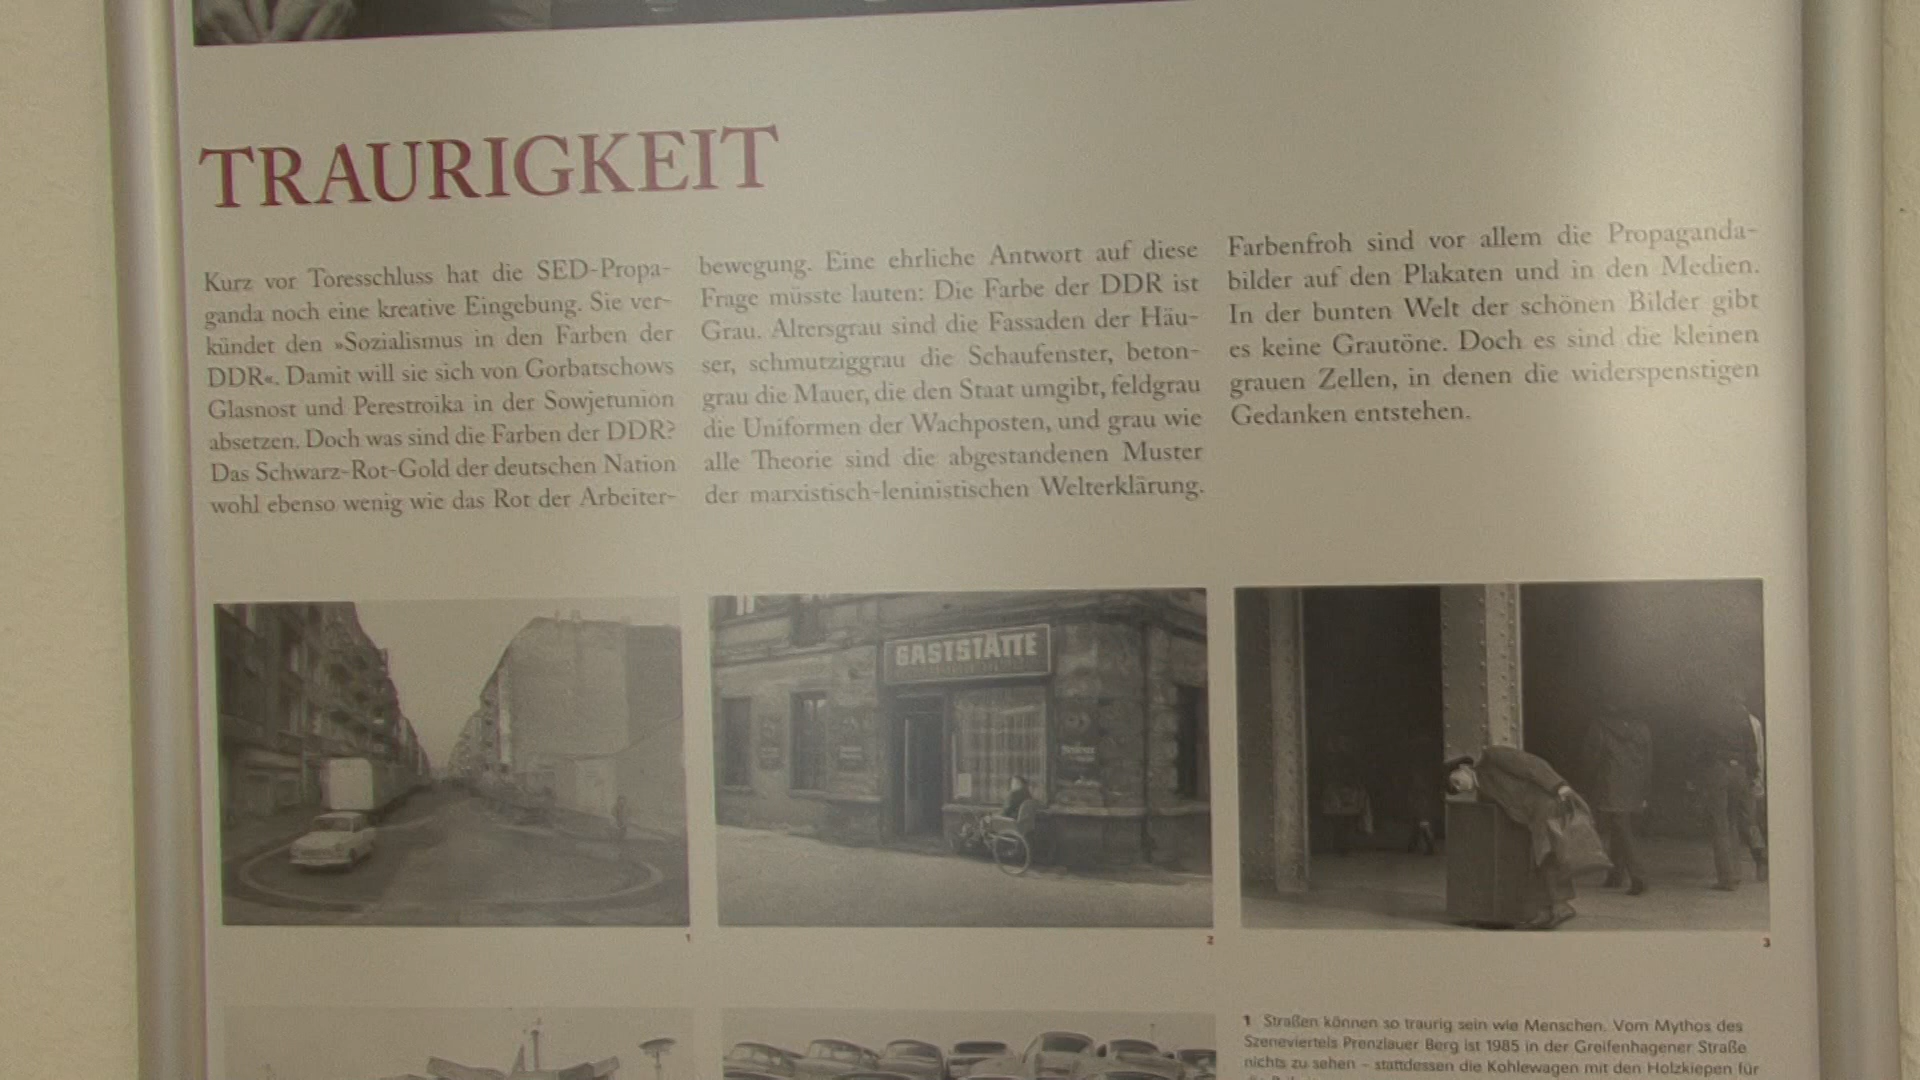 TRAURIGKEIT
Kurz vor Toresschluss hat die SED-Propa-
ganda noch eine kreative Eingebung. Sie ver-
kündet den »Sozialismus in den Farben der
DDR«. Damit will sie sich von Gorbatschows
Glasnost und Perestroika in der Sowjetunion
absetzen. Doch was sind die Farben der DDR?
Das Schwarz-Rot-Gold der deutschen Nation
wohl ebenso wenig wie das Rot der Arbeiter-
bewegung. Eine ehrliche Antwort auf diese
Frage müsste lauten: Die Farbe der DDR ist
Grau. Altersgrau sind die Fassaden der Häu-
ser, schmutziggrau die Schaufenster, beton-
grau die Mauer, die den Staat umgibt, feldgrau
die Uniformen der Wachposten, und grau wie
alle Theorie sind die abgestandenen Muster
der marxistisch-leninistischen Welterklärung.
Farbenfroh sind vor allem die Propaganda-
bilder auf den Plakaten und in den Medien.
In der bunten Welt der schönen Bilder gibt
es keine Grautöne. Doch es sind die kleinen
grauen Zellen, in denen die widerspenstigen
Gedanken entstehen.
GASTSTÄTTE
1
2
3
1 Straßen können so traurig sein wie Menschen. Vom Mythos des
Szeneviertels Prenzlauer Berg ist 1985 in der Greifenhagener Straße
nichts zu sehen – stattdessen die Kohlewagen mit den Holzkiepen für